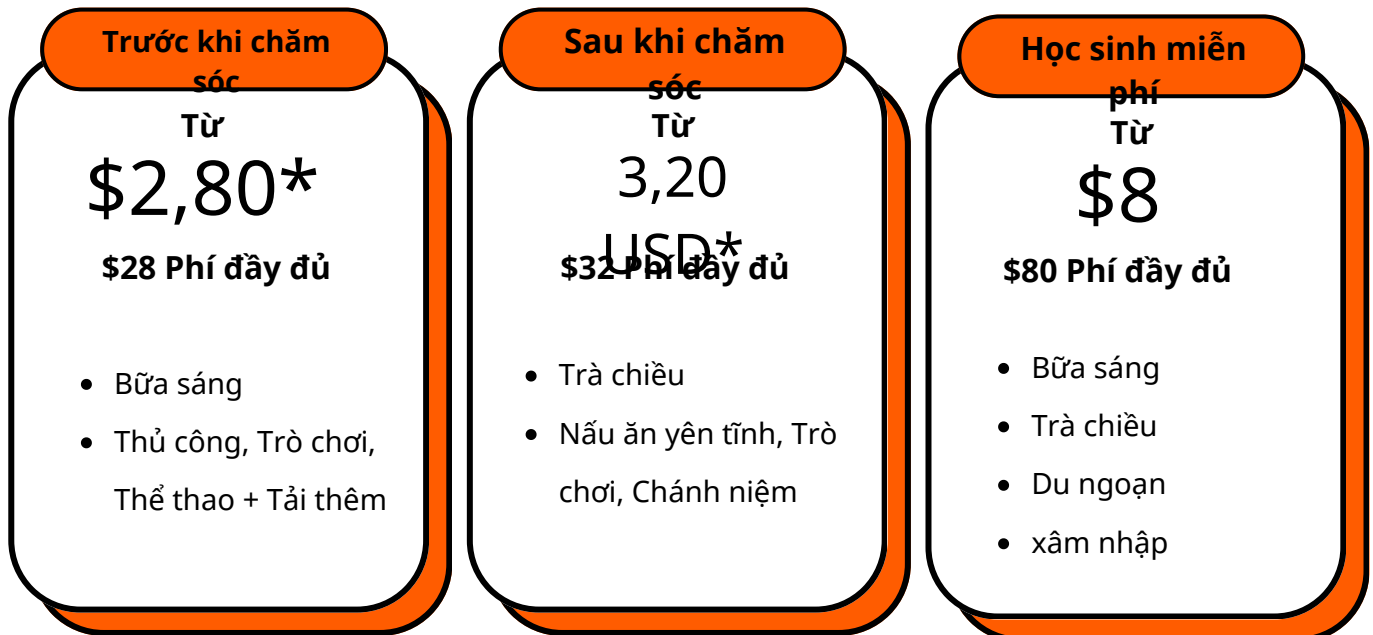 Trước khi chăm
sóc
Từ
$2,80*
$28 Phí đầy đủ
Bữa sáng
Thủ công, Trò chơi,
Thể thao + Tải thêm
Sau khi chăm
sóc
Từ
3,20
USD*
$32 Phí đầy đủ
Trà chiều
Nấu ăn yên tĩnh, Trò
chơi, Chánh niệm
Học sinh miễn
phí
Từ
$8
$80 Phí đầy đủ
Bữa sáng
Trà chiều
Du ngoạn
xâm nhập